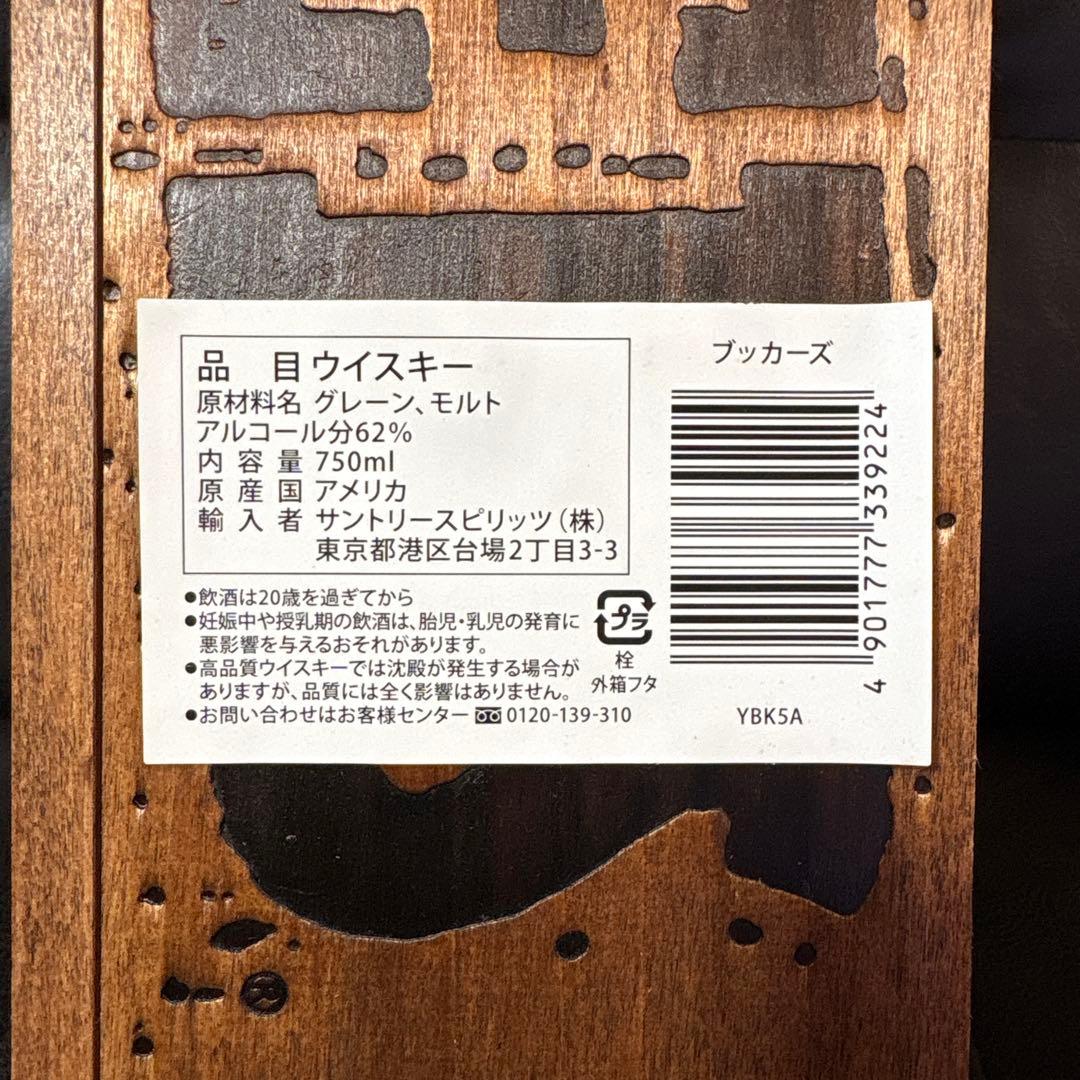 品 目 ウイスキー
原材料名 グレーン、モルト
アルコール分62%
内容量 750ml
原産国 アメリカ
輸入者 サントリースピリッツ(株)
東京都港区台場2丁目3-3
●飲酒は20歳を過ぎてから
●妊娠中や授乳期の飲酒は、胎児・乳児の発育に
悪影響を与えるおそれがあります。
●高品質ウイスキーでは沈殿が発生する場合が
ありますが、品質には全く影響はありません。
●お問い合わせはお客様センター 0120-139-310
プラ
栓
外箱フタ
ブッカーズ
4 901777 339224
YBK5A